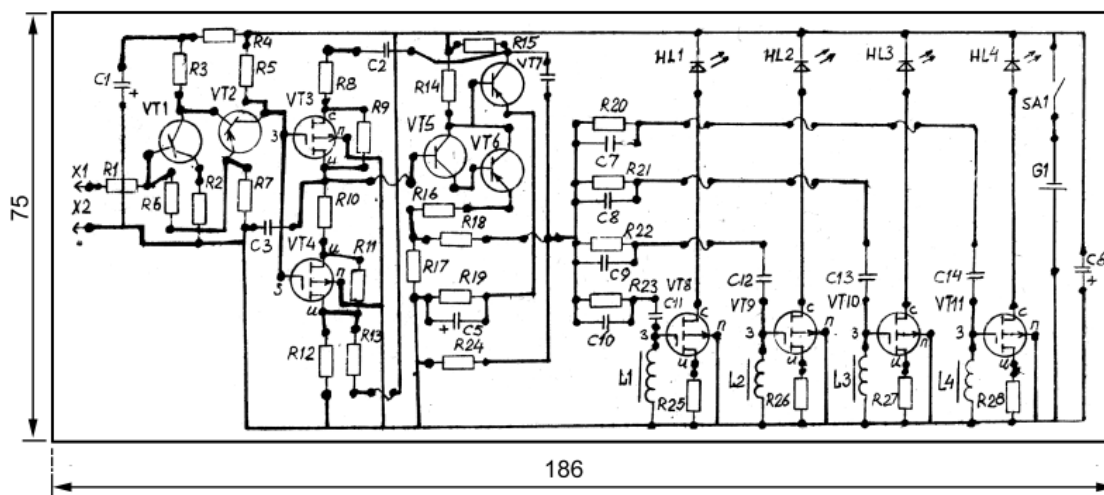 R4
R15
HL1
HL2
HL3
HL4
C1
+
R3
R5
R8
C2
VT7
R14
SA1
VT1
VT2
VT3
с
R9
R20
з
п
VT5
VT6
C7
и
R21
G1
X1
R1
R2
R7
R6
R10
R16
C8
X2
C3
R18
R22
C6
+
VT4
и
R11
R17
C9
з
п
R19
R23
VT8
C12
C13
C14
и
+
C5
C11
VT9
VT10
VT11
R12
R13
R24
C10
з
с
п
и
з
с
п
и
з
с
п
и
з
с
п
и
L1
R25
L2
R26
L3
R27
L4
R28
75
186